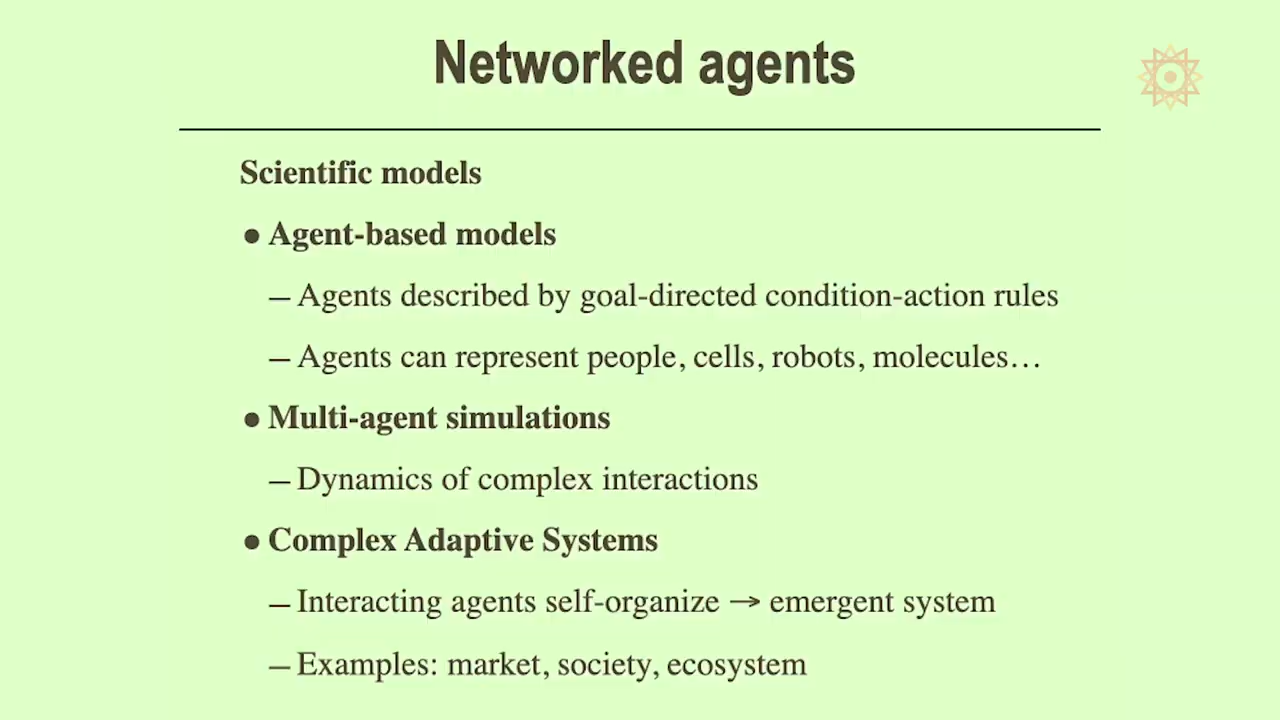 Networked agents
Scientific models
● Agent-based models
– Agents described by goal-directed condition-action rules
– Agents can represent people, cells, robots, molecules…
● Multi-agent simulations
– Dynamics of complex interactions
● Complex Adaptive Systems
– Interacting agents self-organize → emergent system
– Examples: market, society, ecosystem